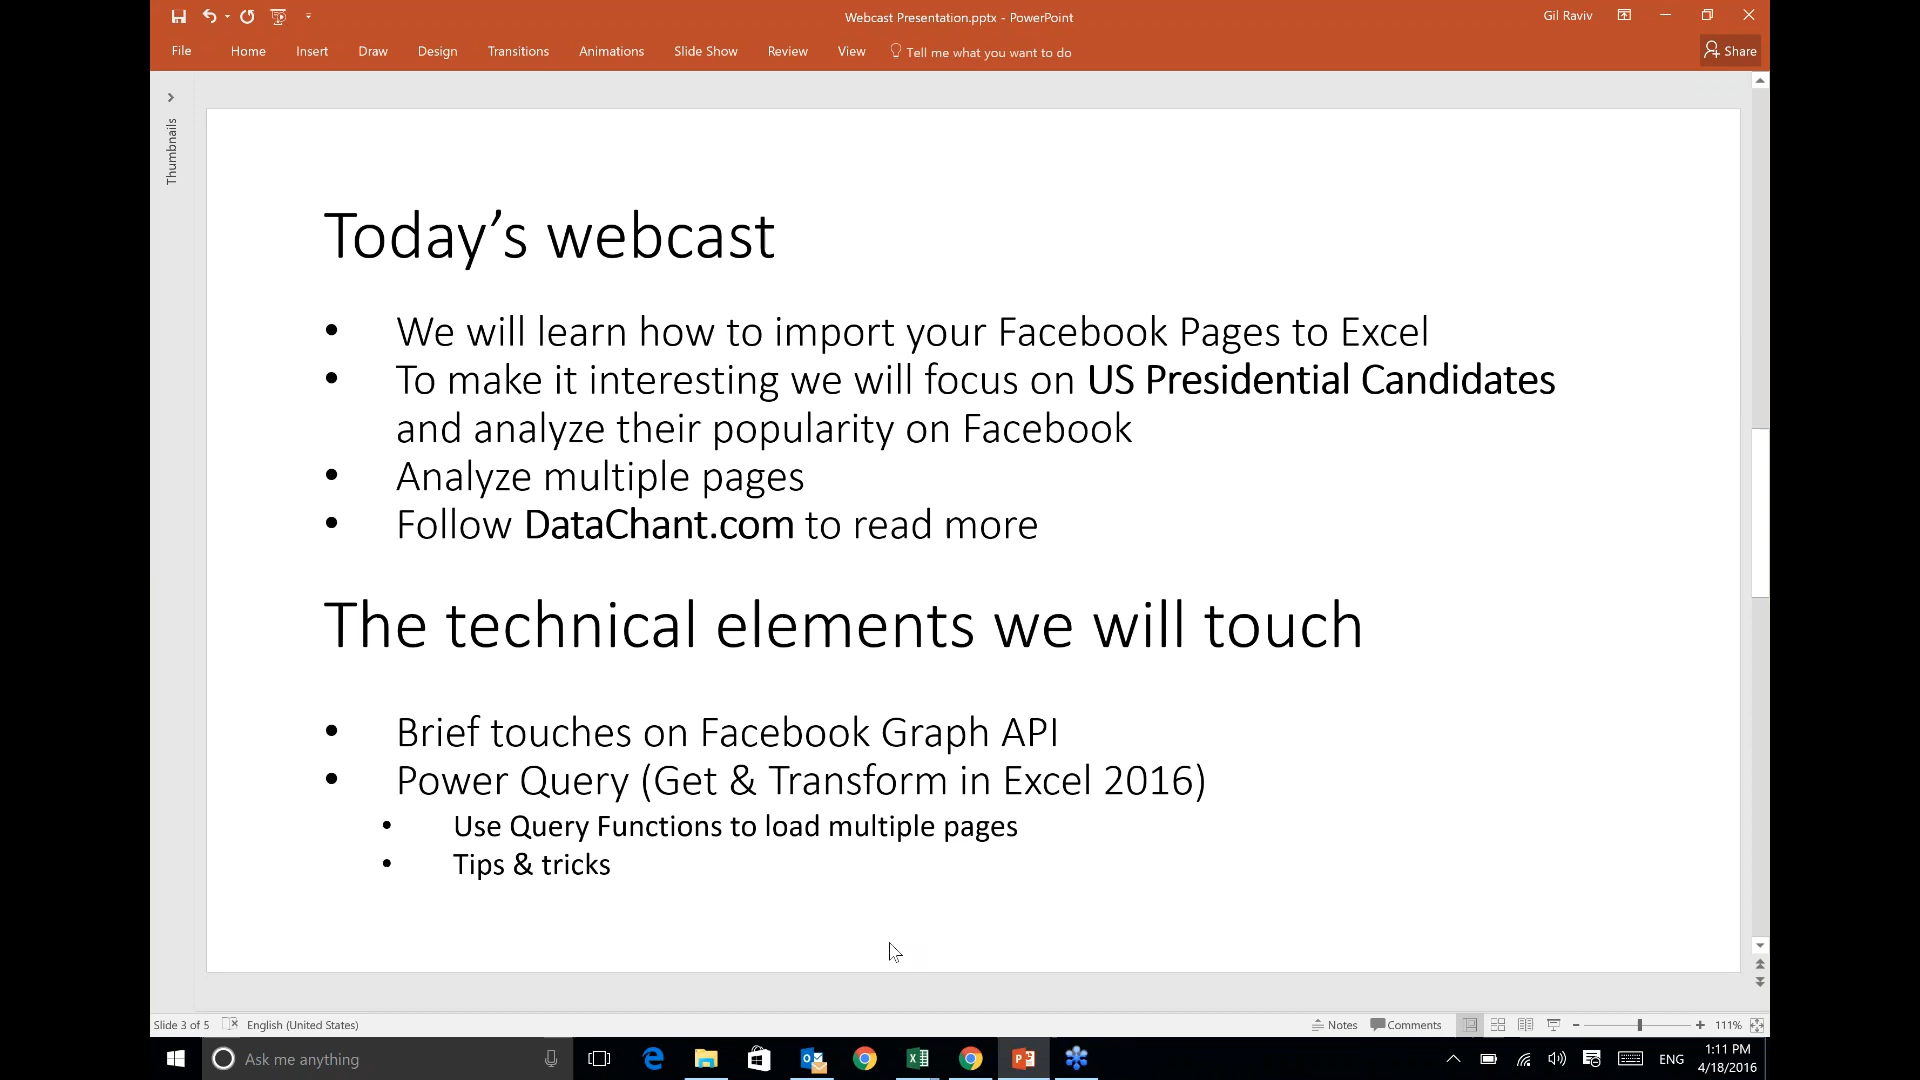 Webcast Presentation.pptx - PowerPoint
Gil Raviv
File Home Insert Draw Design Transitions Animations Slide Show Review View Tell me what you want to do Share
Thumbnails
Today’s webcast
• We will learn how to import your Facebook Pages to Excel
• To make it interesting we will focus on US Presidential Candidates
and analyze their popularity on Facebook
• Analyze multiple pages
• Follow DataChant.com to read more
The technical elements we will touch
• Brief touches on Facebook Graph API
• Power Query (Get & Transform in Excel 2016)
• Use Query Functions to load multiple pages
• Tips & tricks
Slide 3 of 5 English (United States) Notes Comments 111%
Ask me anything ENG 1:11 PM
4/18/2016